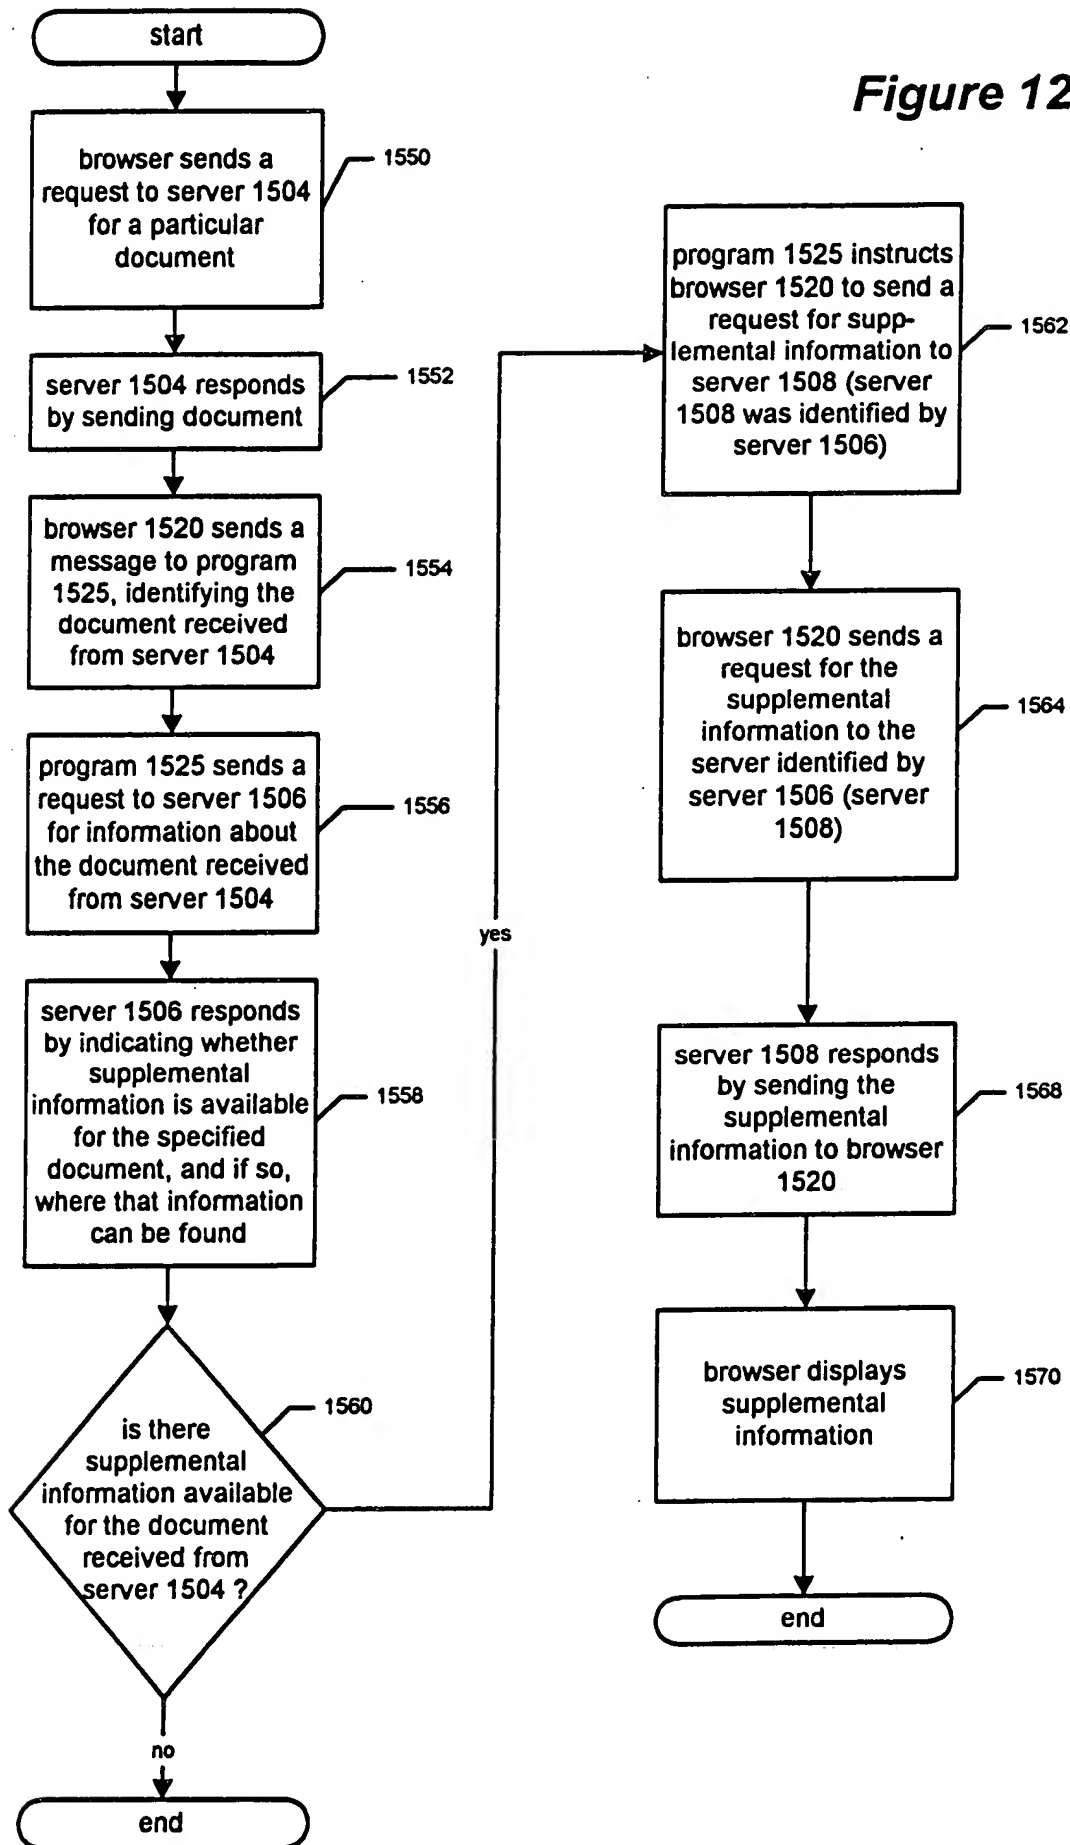 start
Figure 12
browser sends a
request to server 1504
for a particular
document
1550
server 1504 responds
by sending document
1552
browser 1520 sends a
message to program
1525, identifying the
document received
from server 1504
1554
program 1525 sends a
request to server 1506
for information about
the document received
from server 1504
1556
server 1506 responds
by indicating whether
supplemental
information is available
for the specified
document, and if so,
where that information
can be found
1558
is there
supplemental
information available
for the document
received from
server 1504 ?
1560
no
end
yes
program 1525 instructs
browser 1520 to send a
request for supp-
lemental information to
server 1508 (server
1508 was identified by
server 1506)
1562
browser 1520 sends a
request for the
supplemental
information to the
server identified by
server 1506 (server
1508)
1564
server 1508 responds
by sending the
supplemental
information to browser
1520
1568
browser displays
supplemental
information
1570
end